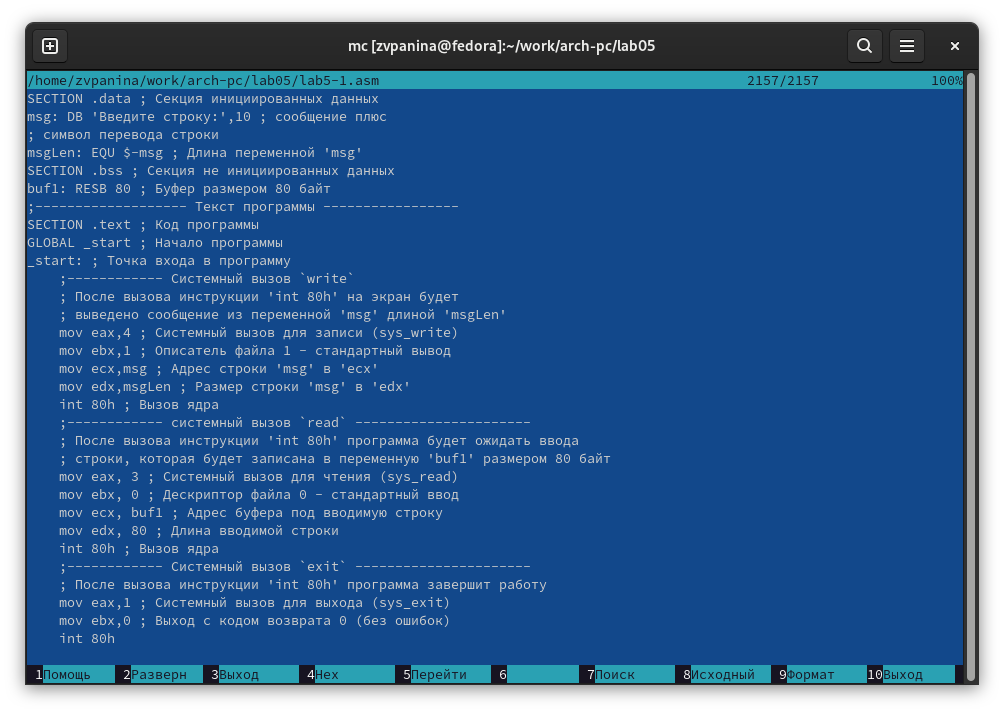 mc [zvpanina@fedora]:~/work/arch-pc/lab05
/home/zvpanina/work/arch-pc/lab05/lab5-1.asm 2157/2157 100%
SECTION .data ; Секция инициированных данных
msg: DB 'Введите строку:',10 ; сообщение плюс
; символ перевода строки
msgLen: EQU $-msg ; Длина переменной 'msg'
SECTION .bss ; Секция не инициированных данных
buf1: RESB 80 ; Буфер размером 80 байт
;------------------- Текст программы -----------------
SECTION .text ; Код программы
GLOBAL _start ; Начало программы
_start: ; Точка входа в программу
;------------ Системный вызов `write`
; После вызова инструкции 'int 80h' на экран будет
; выведено сообщение из переменной 'msg' длиной 'msgLen'
mov eax,4 ; Системный вызов для записи (sys_write)
mov ebx,1 ; Описатель файла 1 - стандартный вывод
mov ecx,msg ; Адрес строки 'msg' в 'ecx'
mov edx,msgLen ; Размер строки 'msg' в 'edx'
int 80h ; Вызов ядра
;------------ системный вызов `read` ----------------------
; После вызова инструкции 'int 80h' программа будет ожидать ввода
; строки, которая будет записана в переменную 'buf1' размером 80 байт
mov eax, 3 ; Системный вызов для чтения (sys_read)
mov ebx, 0 ; Дескриптор файла 0 - стандартный ввод
mov ecx, buf1 ; Адрес буфера под вводимую строку
mov edx, 80 ; Длина вводимой строки
int 80h ; Вызов ядра
;------------ Системный вызов `exit` ----------------------
; После вызова инструкции 'int 80h' программа завершит работу
mov eax,1 ; Системный вызов для выхода (sys_exit)
mov ebx,0 ; Выход с кодом возврата 0 (без ошибок)
int 80h
1Помощь 2Разверн 3Выход 4Hex 5Перейти 6 7Поиск 8Исходный 9Формат 10Выход